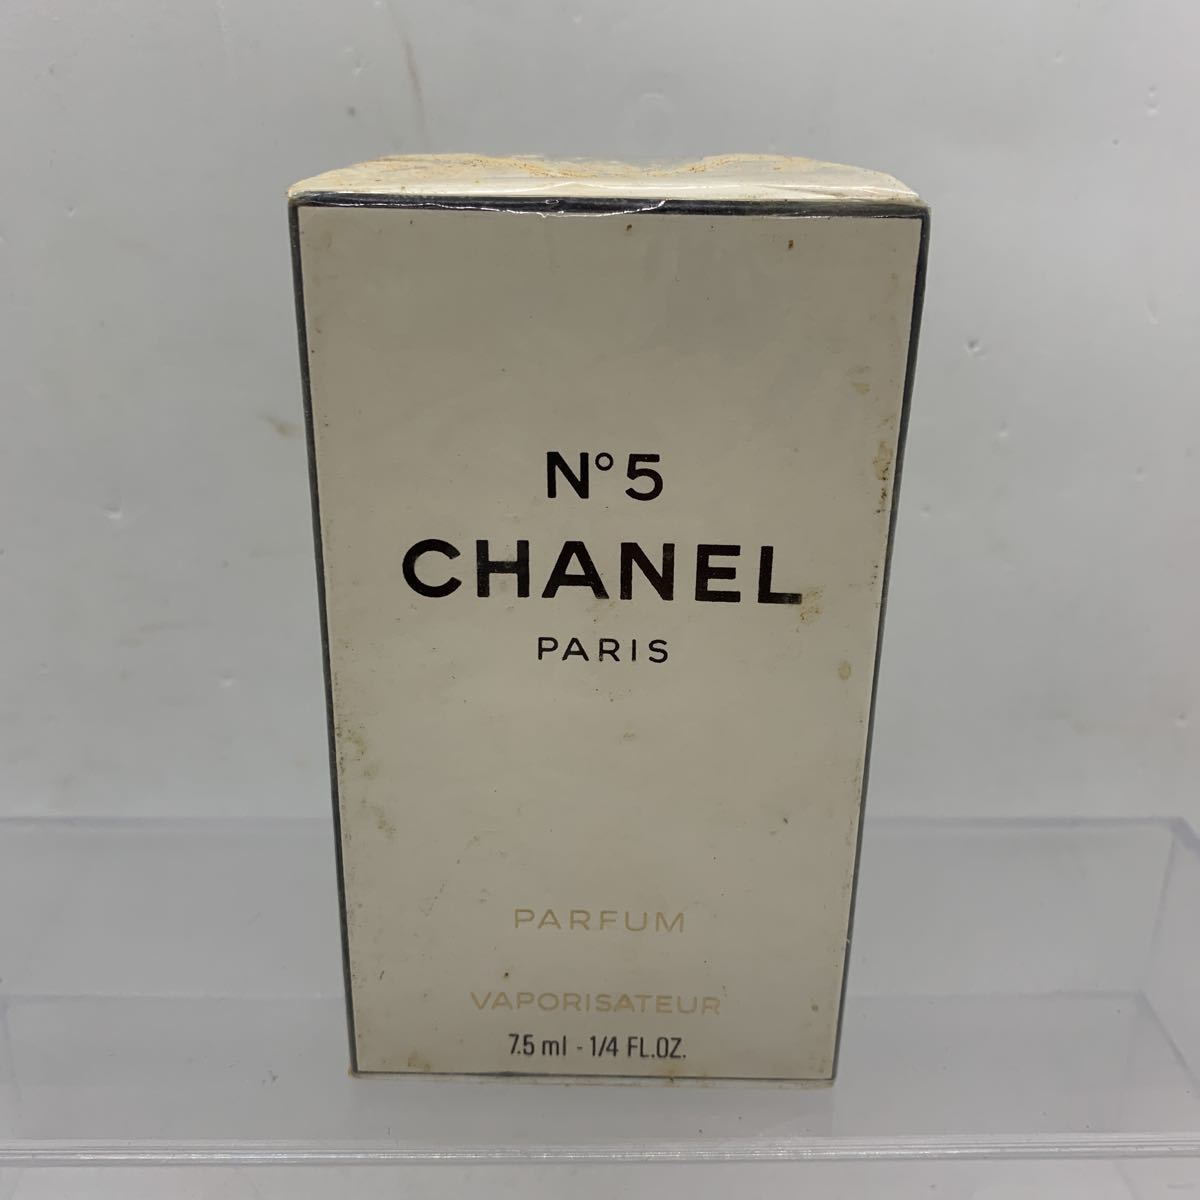 N°5
CHANEL
PARIS
PARFUM
VAPORISATEUR
7.5 ml - 1/4 FL.OZ.